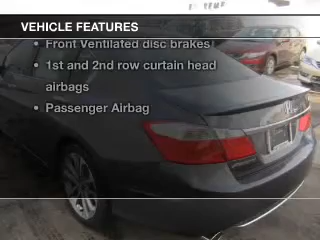 VEHICLE FEATURES
• Front Ventilated disc brakes
• 1st and 2nd row curtain head
airbags
• Passenger Airbag